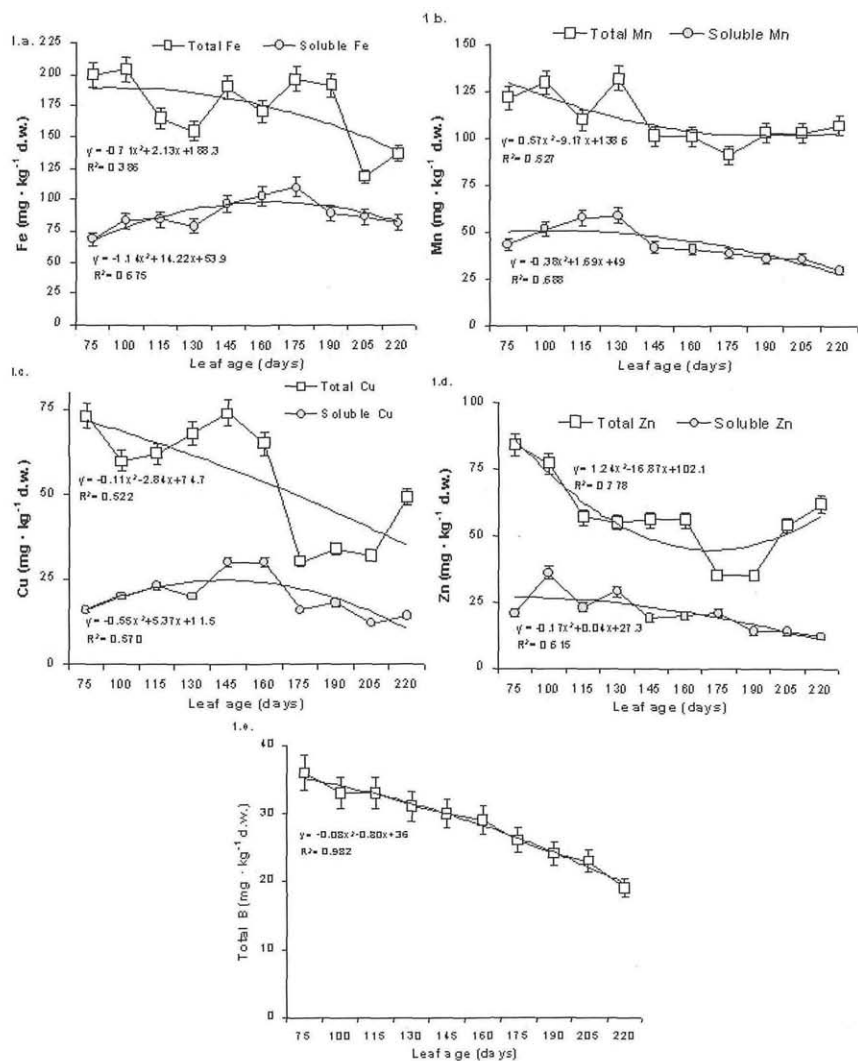 1.a.
Total Fe Soluble Fe
225
200
175
150
125
100
75
50
25
0
Fe (mg · kg⁻¹ d.w.)
y = -0.71x²+2.13x+188.3
R²= 0.386
y = -1.14x²+14.22x+53.9
R²= 0.675
75 100 115 130 145 160 175 190 205 220
Leaf age (days)
1 b.
Total Mn Soluble Mn
150
125
100
75
50
25
0
Mn (mg · kg⁻¹ d.w.)
y = 0.57x²-9.17x+138.6
R²= 0.527
y = -0.38x²+1.69x+49
R²= 0.688
75 100 115 130 145 160 175 190 205 220
Leaf age (days)
1.c.
Total Cu
Soluble Cu
75
50
25
0
Cu (mg · kg⁻¹ d.w.)
y = -0.11x²-2.84x+74.7
R²= 0.522
y = -0.55x²+5.37x+11.5
R²= 0.570
75 100 115 130 145 160 175 190 205 220
Leaf age (days)
1.d.
Total Zn Soluble Zn
100
75
50
25
0
Zn (mg · kg⁻¹ d.w.)
y = 1.24x²-16.87x+102.1
R²= 0.778
y = -0.17x²+0.04x+27.3
R²= 0.615
75 100 115 130 145 160 175 190 205 220
Leaf age (days)
1.e.
40
30
20
10
0
Total B (mg · kg⁻¹ d.w.)
y = -0.08x²-0.80x+36
R²= 0.982
75 100 115 130 145 160 175 190 205 220
Leaf age (days)